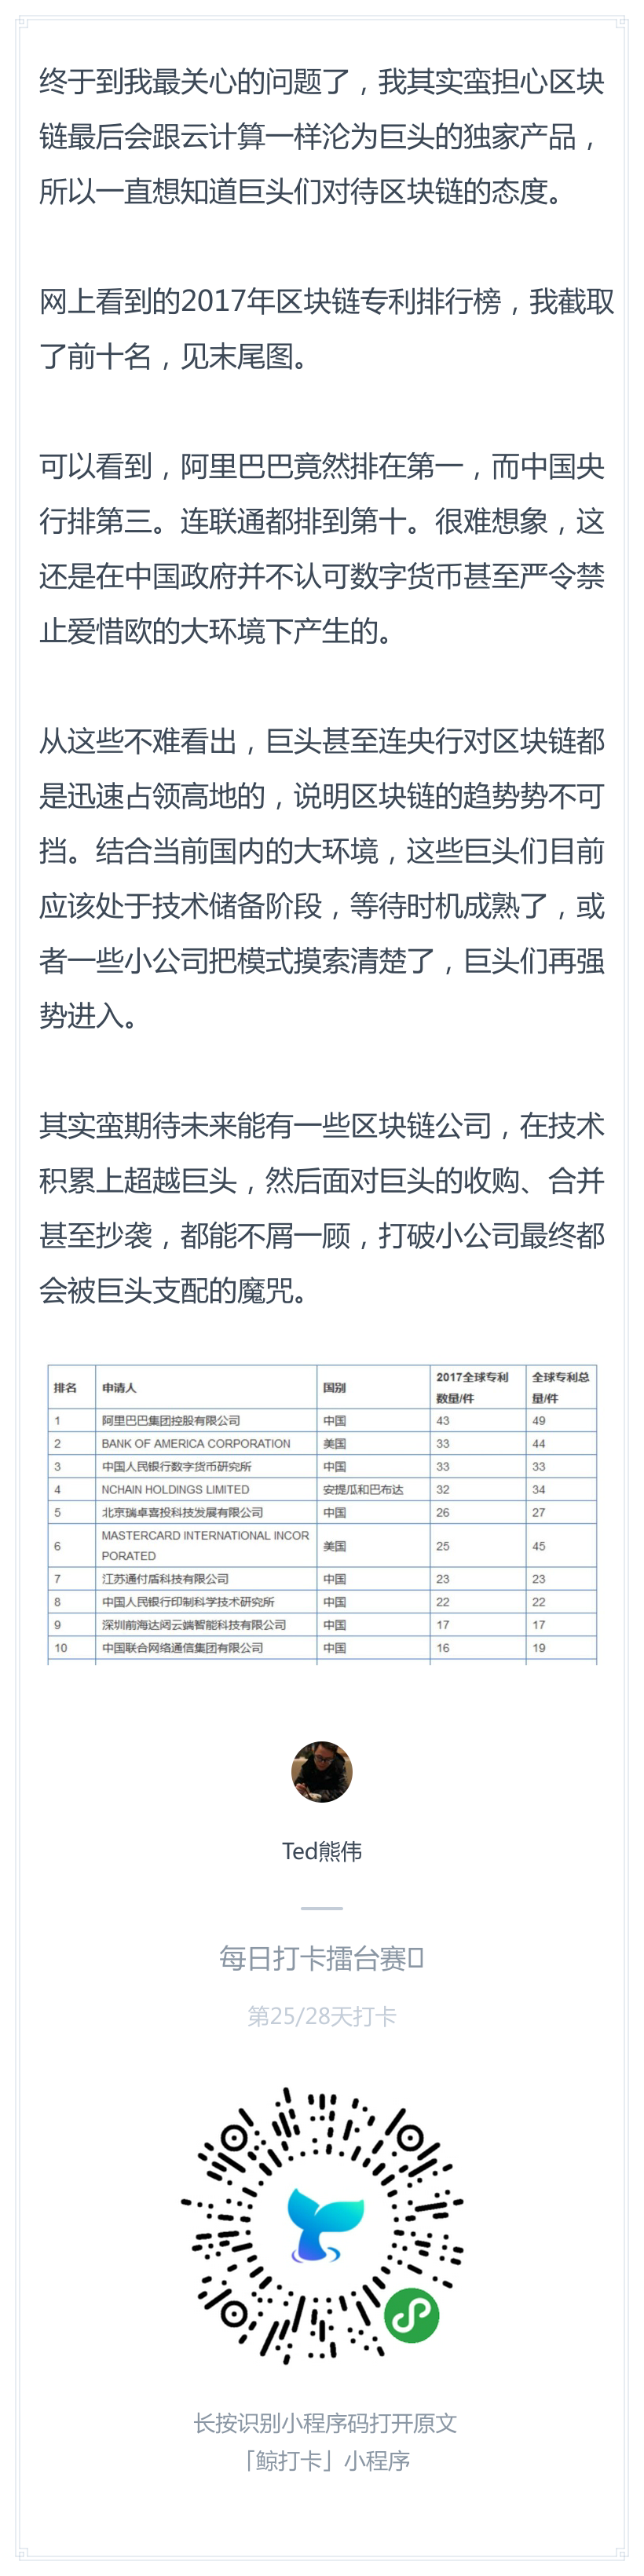 终于到我最关心的问题了，我其实蛮担心区块
链最后会跟云计算一样沦为巨头的独家产品，
所以一直想知道巨头们对待区块链的态度。
网上看到的2017年区块链专利排行榜，我截取
了前十名，见末尾图。
可以看到，阿里巴巴竟然排在第一，而中国央
行排第三。连联通都排到第十。很难想象，这
还是在中国政府并不认可数字货币甚至严令禁
止爱惜欧的大环境下产生的。
从这些不难看出，巨头甚至连央行对区块链都
是迅速占领高地的，说明区块链的趋势势不可
挡。结合当前国内的大环境，这些巨头们目前
应该处于技术储备阶段，等待时机成熟了，或
者一些小公司把模式摸索清楚了，巨头们再强
势进入。
其实蛮期待未来能有一些区块链公司，在技术
积累上超越巨头，然后面对巨头的收购、合并
甚至抄袭，都能不屑一顾，打破小公司最终都
会被巨头支配的魔咒。
排名 申请人 国别 2017全球专利数量/件 全球专利总量/件
1 阿里巴巴集团控股有限公司 中国 43 49
2 BANK OF AMERICA CORPORATION 美国 33 44
3 中国人民银行数字货币研究所 中国 33 33
4 NCHAIN HOLDINGS LIMITED 安提瓜和巴布达 32 34
5 北京瑞卓喜投科技发展有限公司 中国 26 27
6 MASTERCARD INTERNATIONAL INCORPORATED 美国 25 45
7 江苏通付盾科技有限公司 中国 23 23
8 中国人民银行印制科学技术研究所 中国 22 22
9 深圳前海达闼云端智能科技有限公司 中国 17 17
10 中国联合网络通信集团有限公司 中国 16 19
Ted熊伟
每日打卡擂台赛
第25/28天打卡
长按识别小程序码打开原文
「鲸打卡」小程序